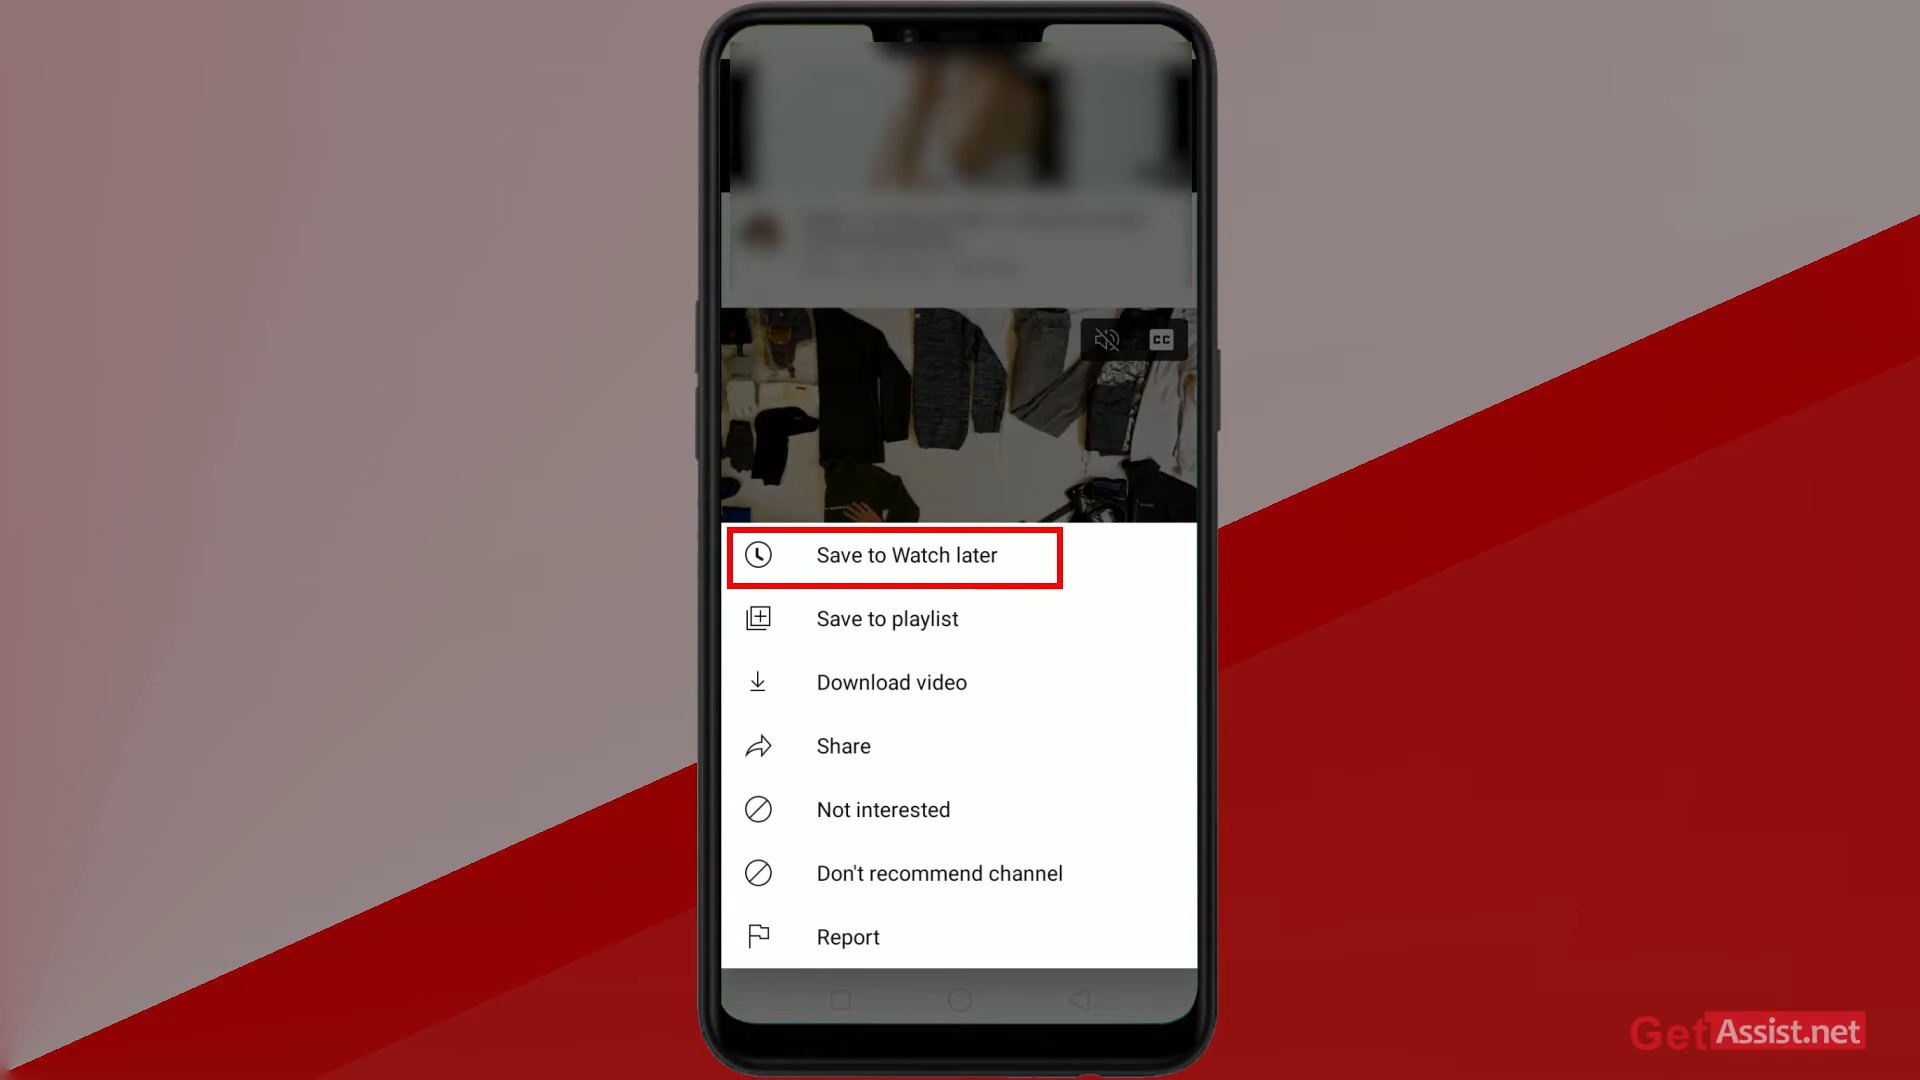 CC
Save to Watch later
Save to playlist
Download video
Share
Not interested
Don't recommend channel
Report
GetAssist.net